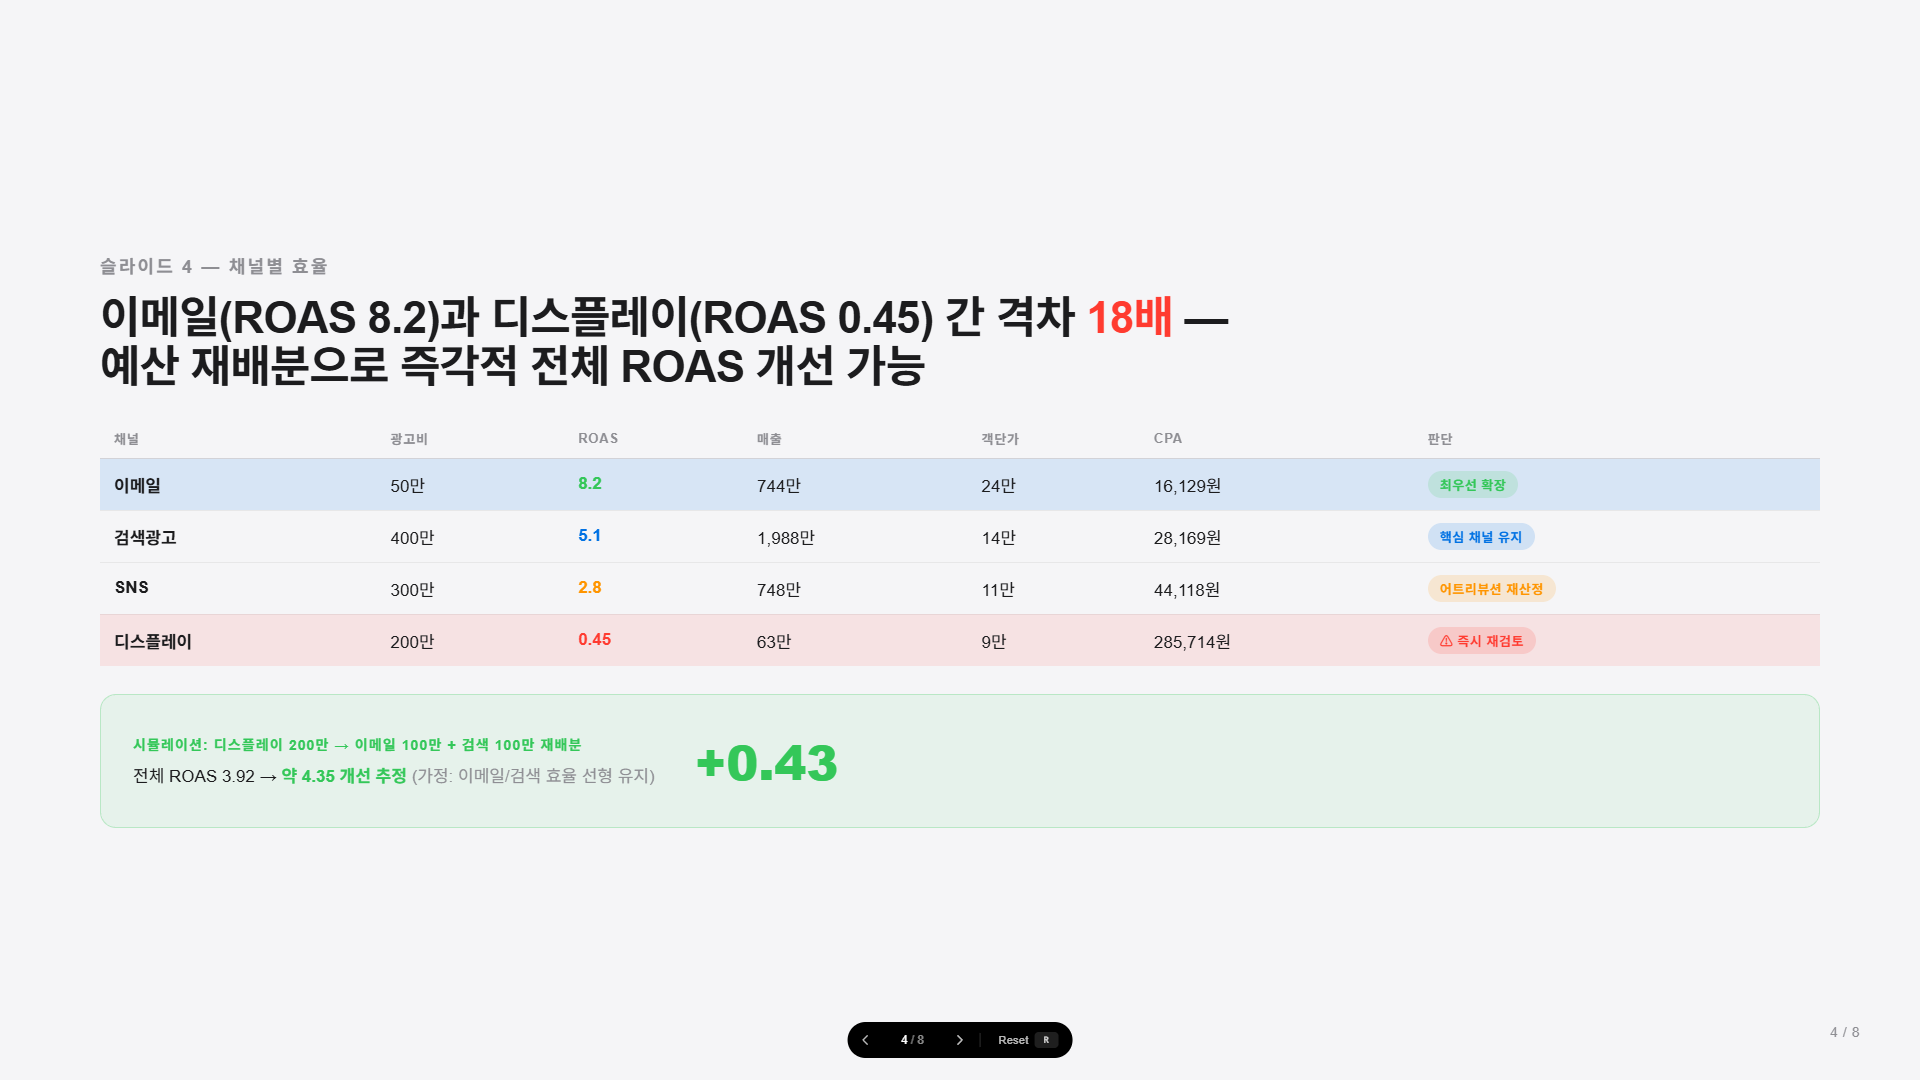 슬라이드 4 — 채널별 효율
이메일(ROAS 8.2)과 디스플레이(ROAS 0.45) 간 격차 18배 —
예산 재배분으로 즉각적 전체 ROAS 개선 가능
채널 광고비 ROAS 매출 객단가 CPA 판단
이메일 50만 8.2 744만 24만 16,129원 최우선 확장
검색광고 400만 5.1 1,988만 14만 28,169원 핵심 채널 유지
SNS 300만 2.8 748만 11만 44,118원 어트리뷰션 재산정
디스플레이 200만 0.45 63만 9만 285,714원 ⚠ 즉시 재검토
시뮬레이션: 디스플레이 200만 → 이메일 100만 + 검색 100만 재배분
전체 ROAS 3.92 → 약 4.35 개선 추정 (가정: 이메일/검색 효율 선형 유지)
+0.43
4 / 8 Reset R
4 / 8